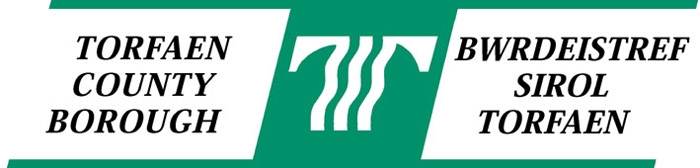 TORFAEN
COUNTY
BOROUGH
BWRDEISTREF
SIROL
TORFAEN